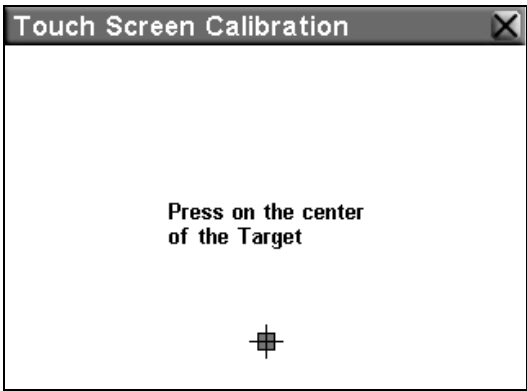 Touch Screen Calibration
Press on the center
of the Target